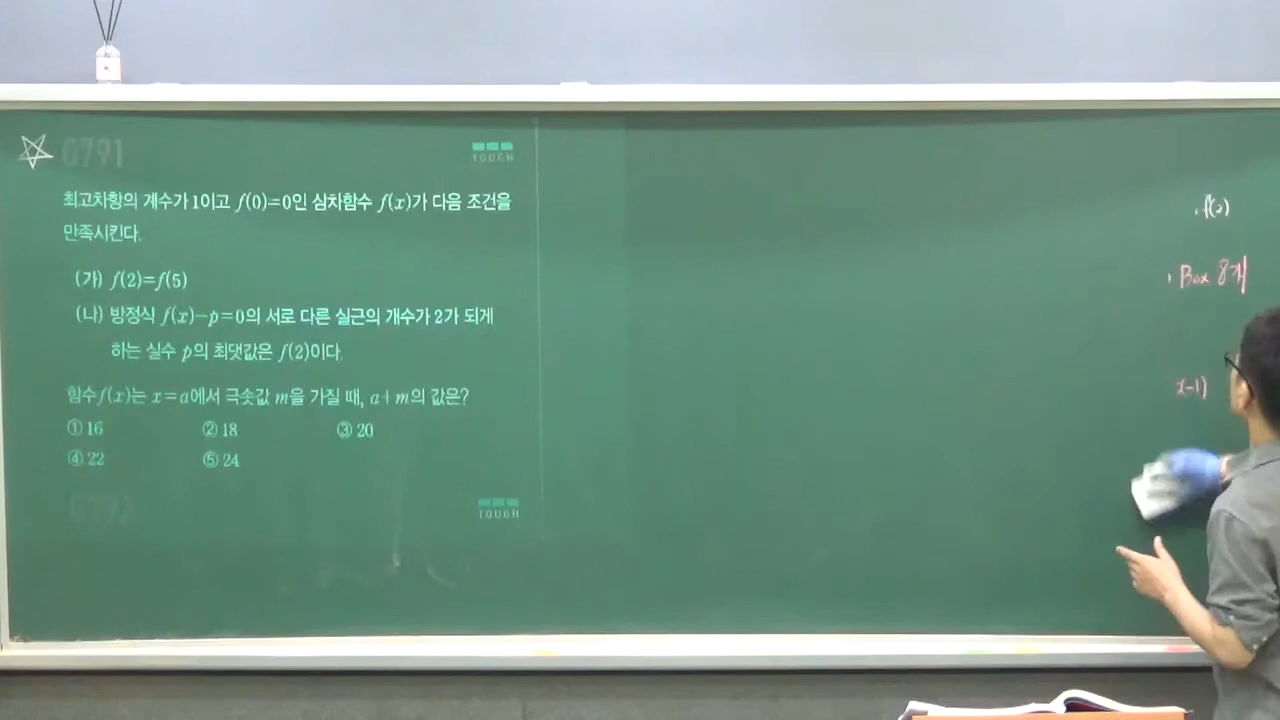 0791
TOUGH
최고차항의 계수가 1이고 f(0)=0인 삼차함수 f(x)가 다음 조건을
만족시킨다.
(가) f(2)=f(5)
(나) 방정식 f(x)-p=0의 서로 다른 실근의 개수가 2가 되게
하는 실수 p의 최댓값은 f(2)이다.
함수 f(x)는 x=a에서 극솟값 m을 가질 때, a+m의 값은?
① 16 ② 18 ③ 20
④ 22 ⑤ 24
0792
TOUGH
f(2)
Box 8개
x-1)